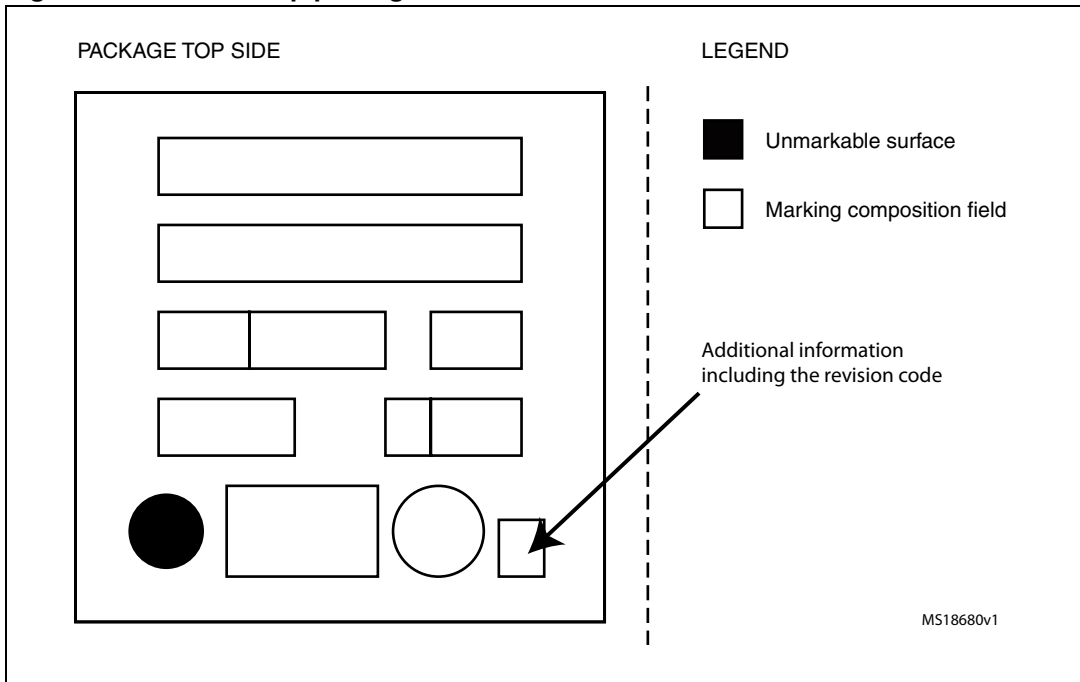 PACKAGE TOP SIDE
LEGEND
Unmarkable surface
Marking composition field
Additional information
including the revision code
MS18680v1